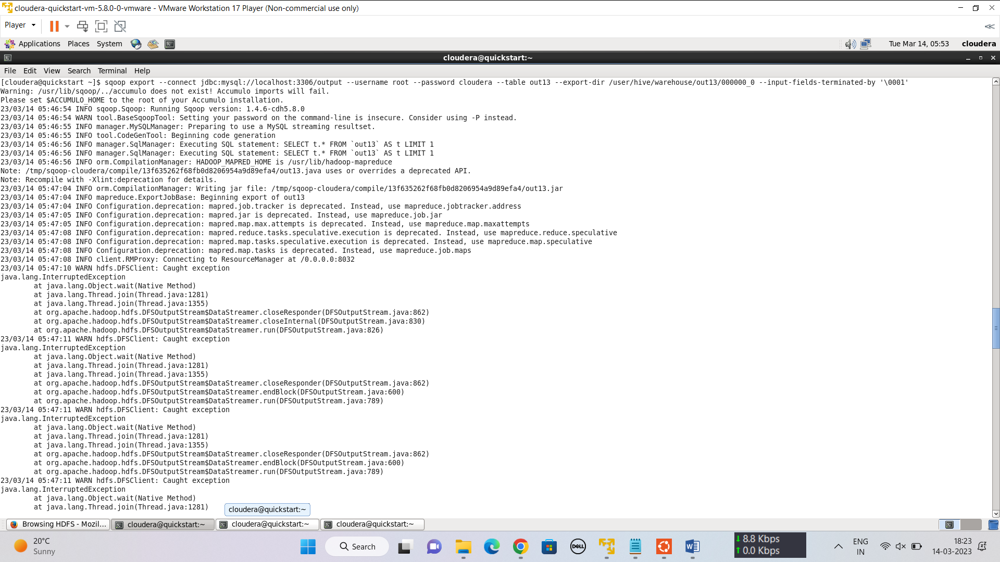 cloudera-quickstart-vm-5.8.0-0-vmware - VMware Workstation 17 Player (Non-commercial use only)
Player
Applications Places System Tue Mar 14, 05:53 cloudera
cloudera@quickstart:~
File Edit View Search Terminal Help
[cloudera@quickstart ~]$ sqoop export --connect jdbc:mysql://localhost:3306/output --username root --password cloudera --table out13 --export-dir /user/hive/warehouse/out13/000000_0 --input-fields-terminated-by '\0001'
Warning: /usr/lib/sqoop/../accumulo does not exist! Accumulo imports will fail.
Please set $ACCUMULO_HOME to the root of your Accumulo installation.
23/03/14 05:46:54 INFO sqoop.Sqoop: Running Sqoop version: 1.4.6-cdh5.8.0
23/03/14 05:46:54 WARN tool.BaseSqoopTool: Setting your password on the command-line is insecure. Consider using -P instead.
23/03/14 05:46:55 INFO manager.MySQLManager: Preparing to use a MySQL streaming resultset.
23/03/14 05:46:55 INFO tool.CodeGenTool: Beginning code generation
23/03/14 05:46:56 INFO manager.SqlManager: Executing SQL statement: SELECT t.* FROM `out13` AS t LIMIT 1
23/03/14 05:46:56 INFO manager.SqlManager: Executing SQL statement: SELECT t.* FROM `out13` AS t LIMIT 1
23/03/14 05:46:56 INFO orm.CompilationManager: HADOOP_MAPRED_HOME is /usr/lib/hadoop-mapreduce
Note: /tmp/sqoop-cloudera/compile/13f635262f68fb0d8206954a9d89efa4/out13.java uses or overrides a deprecated API.
Note: Recompile with -Xlint:deprecation for details.
23/03/14 05:47:04 INFO orm.CompilationManager: Writing jar file: /tmp/sqoop-cloudera/compile/13f635262f68fb0d8206954a9d89efa4/out13.jar
23/03/14 05:47:04 INFO mapreduce.ExportJobBase: Beginning export of out13
23/03/14 05:47:04 INFO Configuration.deprecation: mapred.job.tracker is deprecated. Instead, use mapreduce.jobtracker.address
23/03/14 05:47:05 INFO Configuration.deprecation: mapred.jar is deprecated. Instead, use mapreduce.job.jar
23/03/14 05:47:05 INFO Configuration.deprecation: mapred.map.max.attempts is deprecated. Instead, use mapreduce.map.maxattempts
23/03/14 05:47:08 INFO Configuration.deprecation: mapred.reduce.tasks.speculative.execution is deprecated. Instead, use mapreduce.reduce.speculative
23/03/14 05:47:08 INFO Configuration.deprecation: mapred.map.tasks.speculative.execution is deprecated. Instead, use mapreduce.map.speculative
23/03/14 05:47:08 INFO Configuration.deprecation: mapred.map.tasks is deprecated. Instead, use mapreduce.job.maps
23/03/14 05:47:08 INFO client.RMProxy: Connecting to ResourceManager at /0.0.0.0:8032
23/03/14 05:47:10 WARN hdfs.DFSClient: Caught exception
java.lang.InterruptedException
at java.lang.Object.wait(Native Method)
at java.lang.Thread.join(Thread.java:1281)
at java.lang.Thread.join(Thread.java:1355)
at org.apache.hadoop.hdfs.DFSOutputStream$DataStreamer.closeResponder(DFSOutputStream.java:862)
at org.apache.hadoop.hdfs.DFSOutputStream$DataStreamer.closeInternal(DFSOutputStream.java:830)
at org.apache.hadoop.hdfs.DFSOutputStream$DataStreamer.run(DFSOutputStream.java:826)
23/03/14 05:47:11 WARN hdfs.DFSClient: Caught exception
java.lang.InterruptedException
at java.lang.Object.wait(Native Method)
at java.lang.Thread.join(Thread.java:1281)
at java.lang.Thread.join(Thread.java:1355)
at org.apache.hadoop.hdfs.DFSOutputStream$DataStreamer.closeResponder(DFSOutputStream.java:862)
at org.apache.hadoop.hdfs.DFSOutputStream$DataStreamer.endBlock(DFSOutputStream.java:600)
at org.apache.hadoop.hdfs.DFSOutputStream$DataStreamer.run(DFSOutputStream.java:789)
23/03/14 05:47:11 WARN hdfs.DFSClient: Caught exception
java.lang.InterruptedException
at java.lang.Object.wait(Native Method)
at java.lang.Thread.join(Thread.java:1281)
at java.lang.Thread.join(Thread.java:1355)
at org.apache.hadoop.hdfs.DFSOutputStream$DataStreamer.closeResponder(DFSOutputStream.java:862)
at org.apache.hadoop.hdfs.DFSOutputStream$DataStreamer.endBlock(DFSOutputStream.java:600)
at org.apache.hadoop.hdfs.DFSOutputStream$DataStreamer.run(DFSOutputStream.java:789)
23/03/14 05:47:11 WARN hdfs.DFSClient: Caught exception
java.lang.InterruptedException
at java.lang.Object.wait(Native Method)
at java.lang.Thread.join(Thread.java:1281)
cloudera@quickstart:~
Browsing HDFS - Mozil... cloudera@quickstart:~ cloudera@quickstart:~ cloudera@quickstart:~
20°C
Sunny
Search
DELL
8.8 Kbps
0.0 Kbps
ENG
IN
18:23
14-03-2023